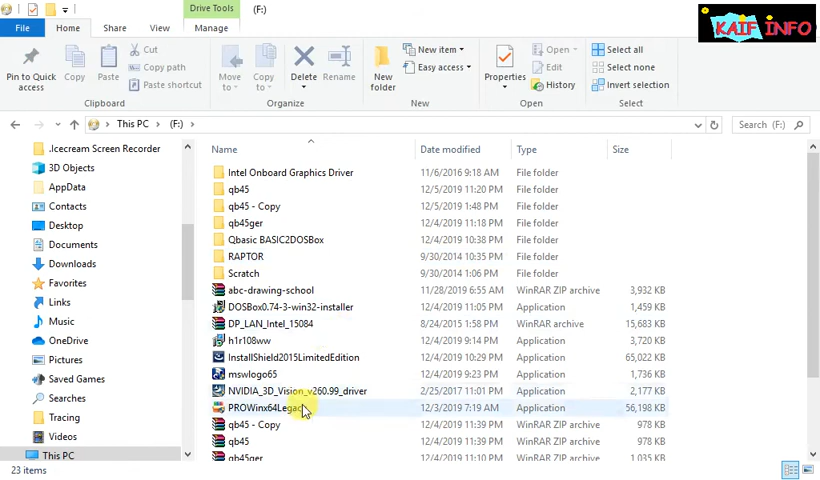 Drive Tools
(F:)
KAIF INFO
File
Home
Share
View
Manage
Pin to Quick access
Copy
Paste
Cut
Copy path
Paste shortcut
Clipboard
Move to
Copy to
Delete
Rename
Organize
New folder
New item
Easy access
New
Properties
Open
Edit
History
Open
Select all
Select none
Invert selection
Select
This PC > (F:) >
Search (F:)
.Icecream Screen Recorder
3D Objects
AppData
Contacts
Desktop
Documents
Downloads
Favorites
Links
Music
OneDrive
Pictures
Saved Games
Searches
Tracing
Videos
This PC
Name Date modified Type Size
Intel Onboard Graphics Driver 11/6/2016 9:18 AM File folder
qb45 12/5/2019 11:20 PM File folder
qb45 - Copy 12/5/2019 1:48 PM File folder
qb45ger 12/4/2019 11:18 PM File folder
Qbasic BASIC2DOSBox 12/4/2019 10:38 PM File folder
RAPTOR 9/30/2014 10:35 PM File folder
Scratch 9/30/2014 1:06 PM File folder
abc-drawing-school 11/28/2019 6:55 AM WinRAR ZIP archive 3,932 KB
DOSBox0.74-3-win32-installer 12/4/2019 11:05 PM Application 1,459 KB
DP_LAN_Intel_15084 8/24/2015 1:58 PM WinRAR archive 15,683 KB
h1r108ww 12/4/2019 9:14 PM Application 3,720 KB
InstallShield2015LimitedEdition 12/4/2019 10:29 PM Application 65,022 KB
mswlogo65 12/4/2019 9:23 PM Application 1,736 KB
NVIDIA_3D_Vision_v260.99_driver 2/25/2017 11:01 PM Application 2,177 KB
PROWinx64Legacy 12/3/2019 7:19 AM Application 56,198 KB
qb45 - Copy 12/4/2019 11:39 PM WinRAR ZIP archive 978 KB
qb45 12/4/2019 11:39 PM WinRAR ZIP archive 978 KB
qb45ger 12/4/2019 11:10 PM WinRAR ZIP archive 1,035 KB
23 items